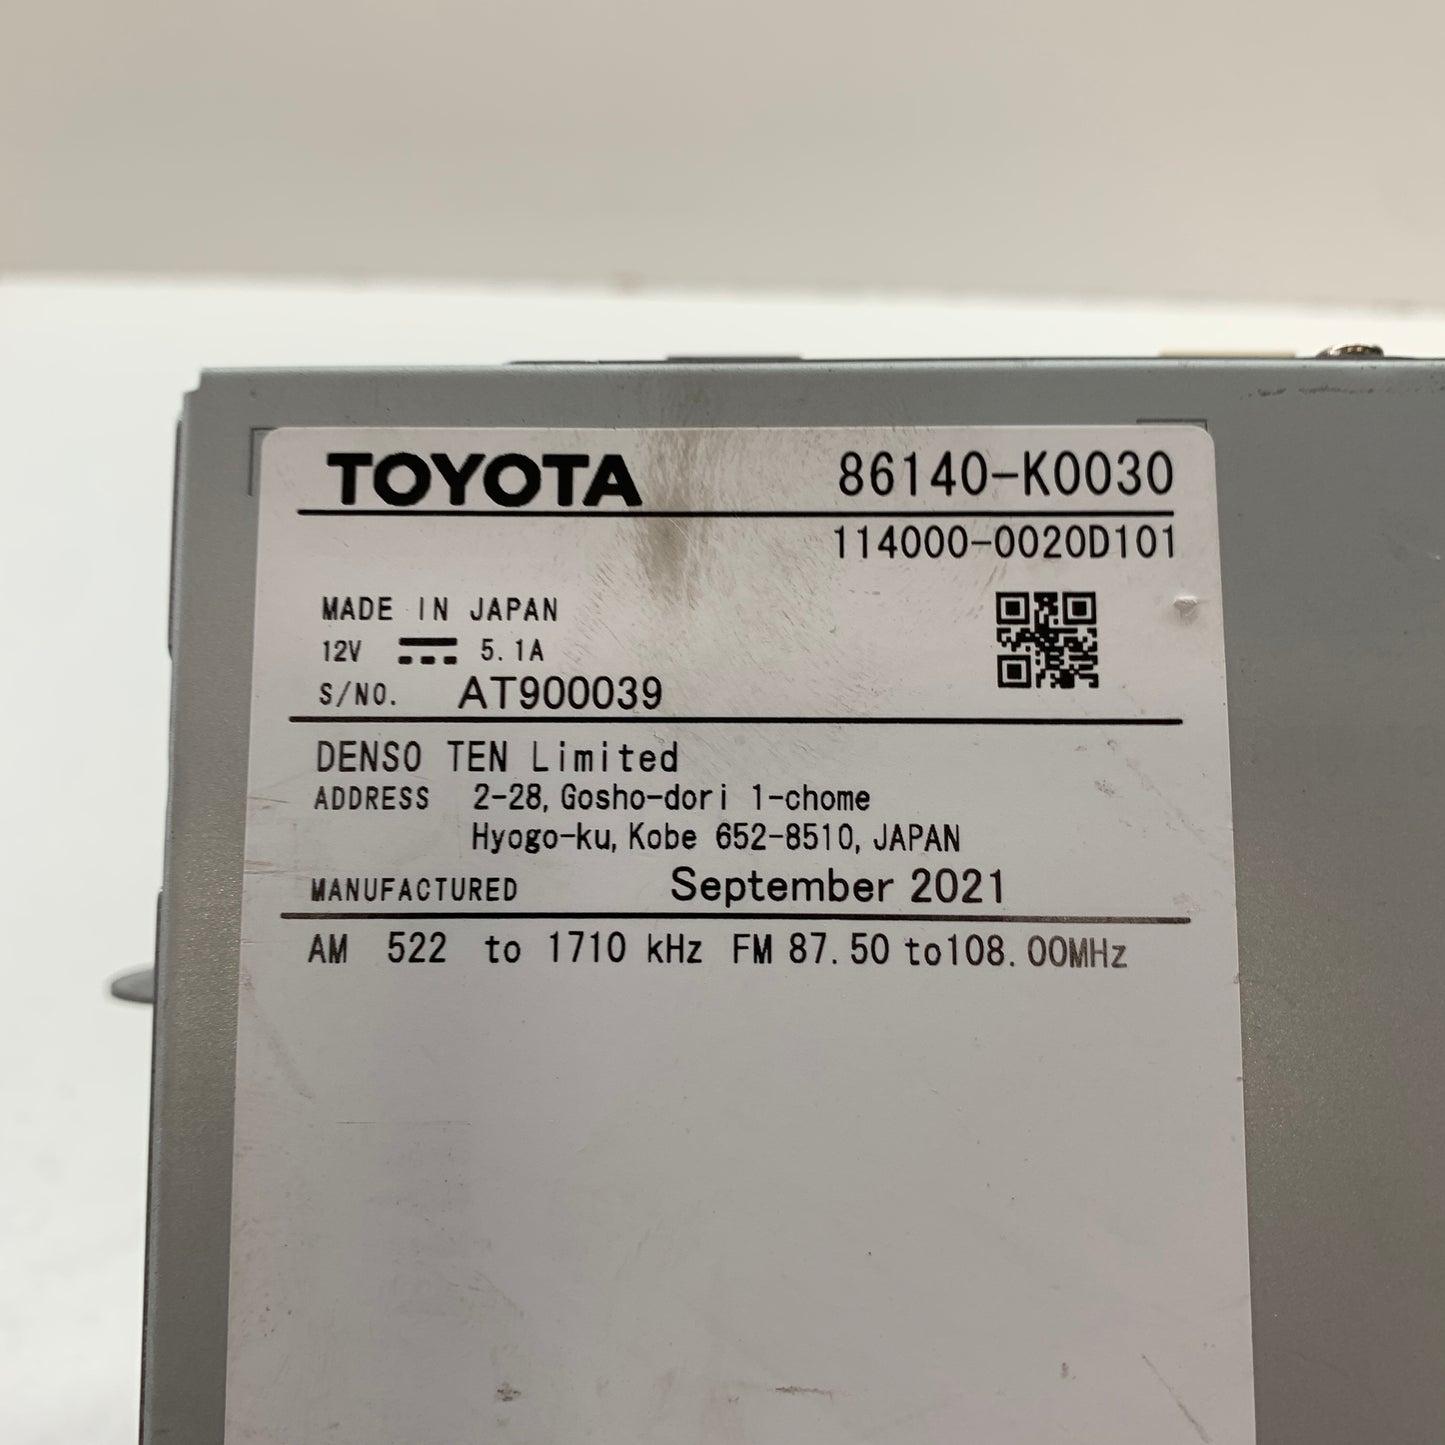 TOYOTA 86140-K0030
114000-0020D101
MADE IN JAPAN
12V 5.1A
S/NO. AT900039
DENSO TEN Limited
ADDRESS 2-28, Gosho-dori 1-chome
Hyogo-ku, Kobe 652-8510, JAPAN
MANUFACTURED September 2021
AM 522 to 1710 kHz FM 87.50 to 108.00MHz